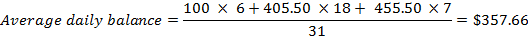 Average daily balance = (100 × 6 + 405.50 × 18 + 455.50 × 7) / 31 = $357.66